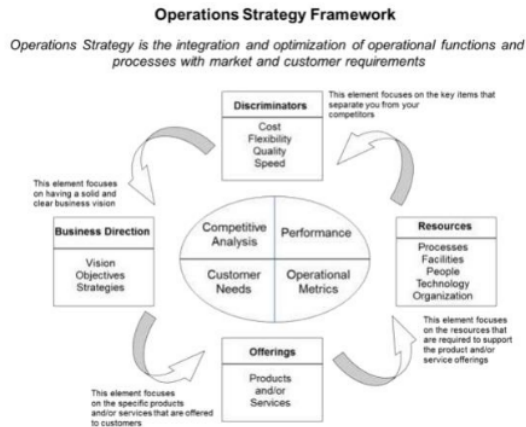 Operations Strategy Framework
Operations Strategy is the integration and optimization of operational functions and
processes with market and customer requirements
Discriminators
Cost
Flexibility
Quality
Speed
This element focuses on the key items that
separate you from your
competitors
This element focuses
on having a solid and
clear business vision
Business Direction
Vision
Objectives
Strategies
Competitive
Analysis
Performance
Customer
Needs
Operational
Metrics
Resources
Processes
Facilities
People
Technology
Organization
This element focuses
on the resources that
are required to support
the product and/or
service offerings
Offerings
Products
and/or
Services
This element focuses
on the specific products
and/or services that are offered
to customers